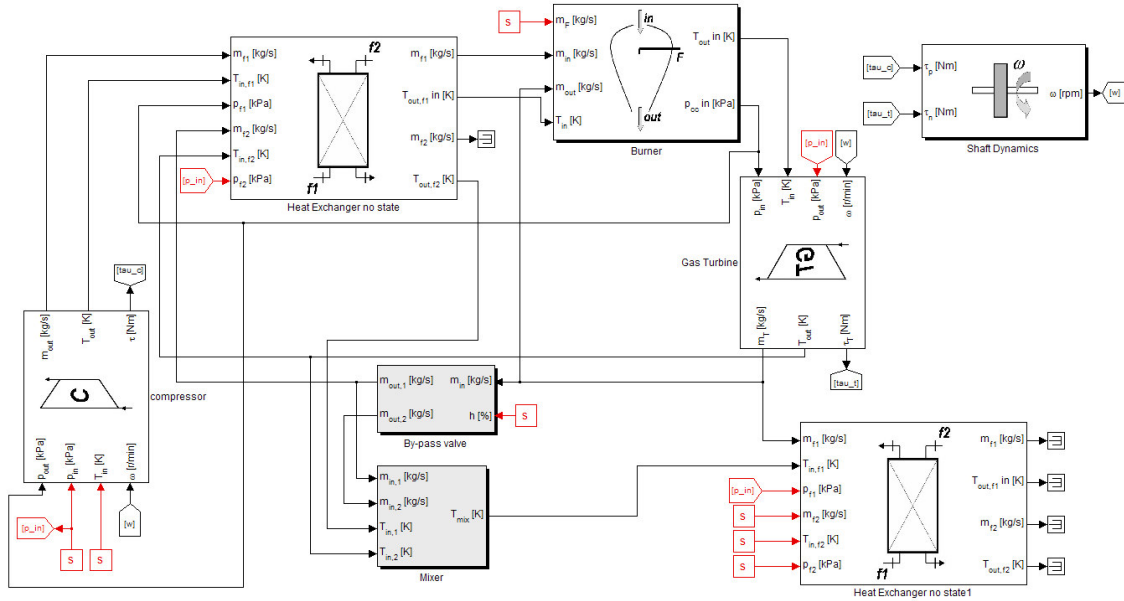 s
m_F [kg/s]
m_in [kg/s]
m_out [kg/s]
T_in [K]
in
F
out
T_out in [K]
p_cc in [kPa]
Burner
m_f1 [kg/s]
T_in,f1 [K]
p_f1 [kPa]
m_f2 [kg/s]
T_in,f2 [K]
p_f2 [kPa]
[p_in]
f2
f1
m_f1 [kg/s]
T_out,f1 in [K]
m_f2 [kg/s]
T_out,f2 [K]
Heat Exchanger no state
[tau_c]
[tau_t]
τ_p [Nm]
τ_n [Nm]
ω
ω [rpm]
[w]
Shaft Dynamics
[p_in]
[w]
p_in [kPa]
T_in [K]
p_out [kPa]
ω [r/min]
GT
Gas Turbine
m_T [kg/s]
T_out [K]
τ_T [Nm]
[tau_t]
[tau_c]
m_out [kg/s]
T_out [K]
τ [Nm]
C
compressor
p_out [kPa]
p_in [kPa]
T_in [K]
ω [r/min]
[p_in]
s
s
[w]
m_out,1 [kg/s]
m_in [kg/s]
m_out,2 [kg/s]
h [%]
s
By-pass valve
m_in,1 [kg/s]
m_in,2 [kg/s]
T_in,1 [K]
T_in,2 [K]
T_mix [K]
Mixer
[p_in]
s
s
s
m_f1 [kg/s]
T_in,f1 [K]
p_f1 [kPa]
m_f2 [kg/s]
T_in,f2 [K]
p_f2 [kPa]
f2
f1
m_f1 [kg/s]
T_out,f1 in [K]
m_f2 [kg/s]
T_out,f2 [K]
Heat Exchanger no state1